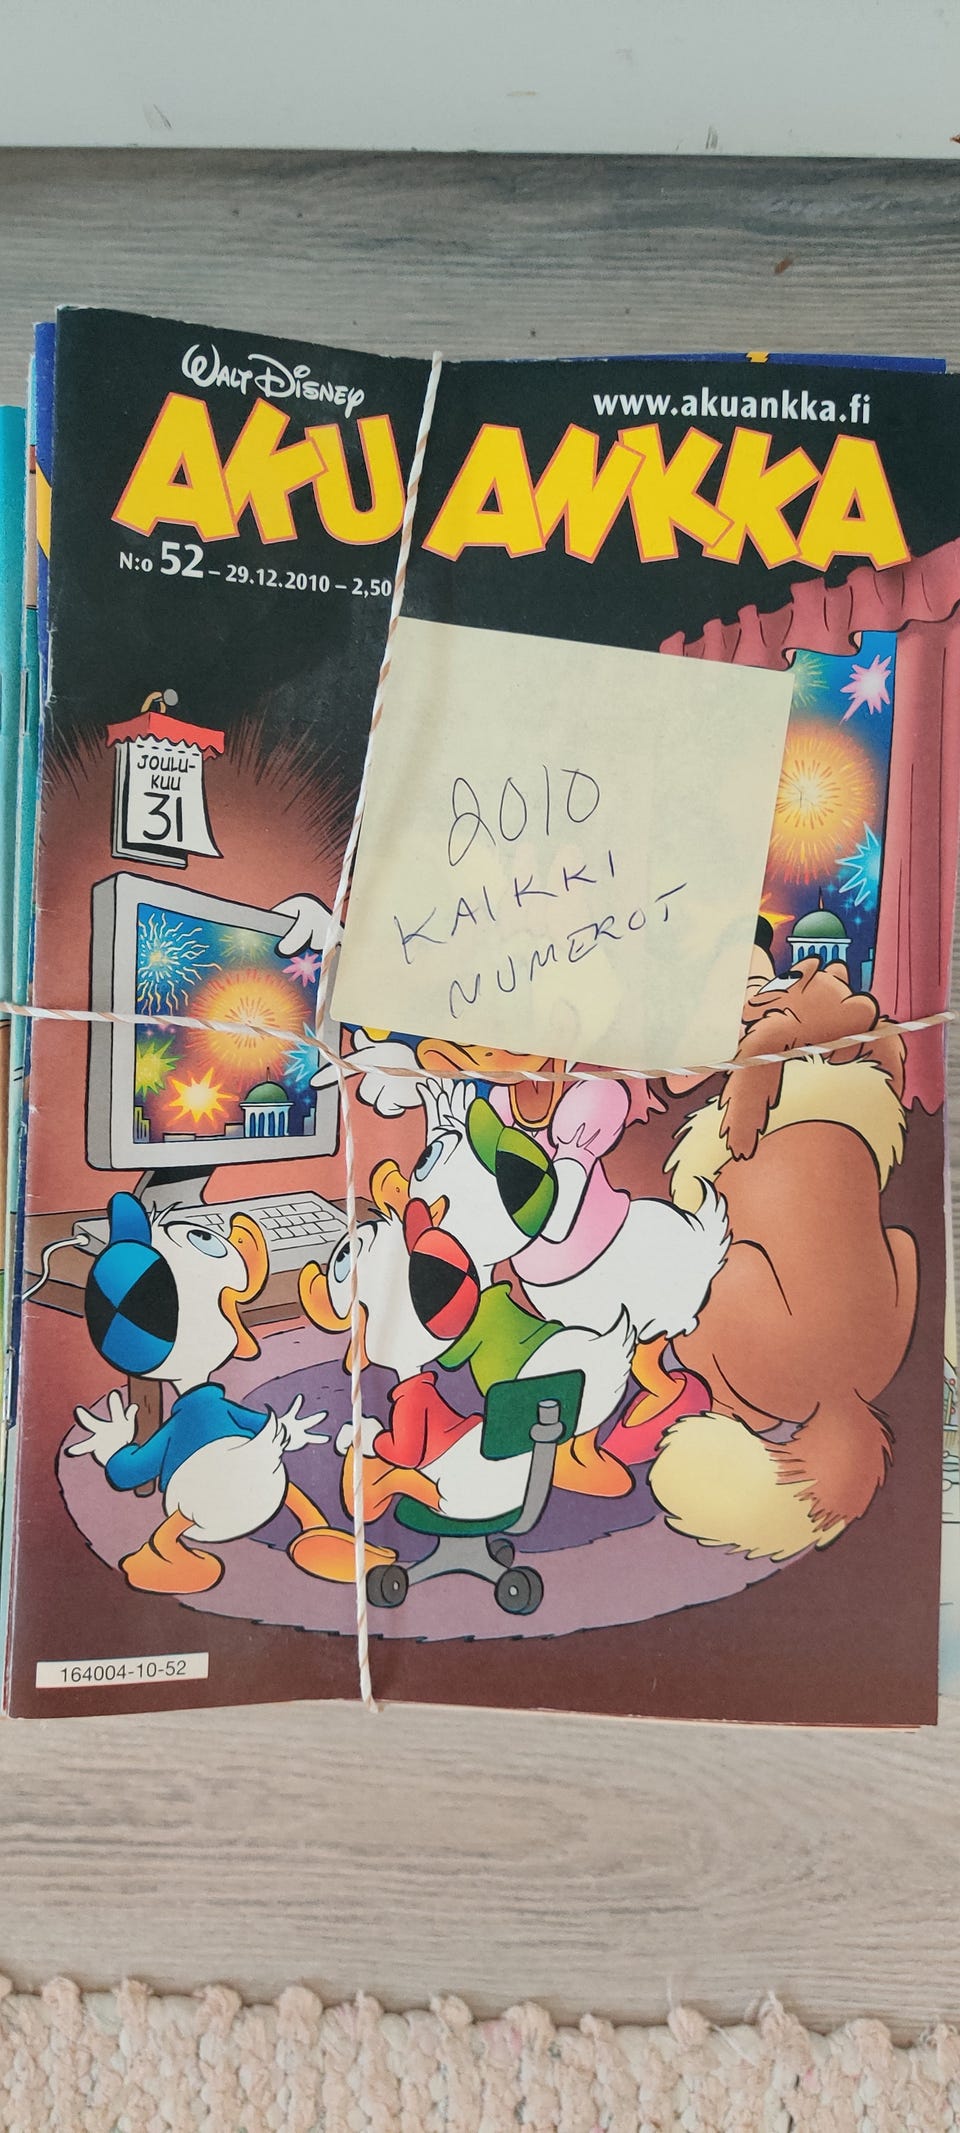 WALT DISNEY
www.akuankka.fi
AKU ANKKA
N:o 52 – 29.12.2010 – 2,50
JOULU-
KUU
31
2010
KAIKKI
NUMEROT
164004-10-52